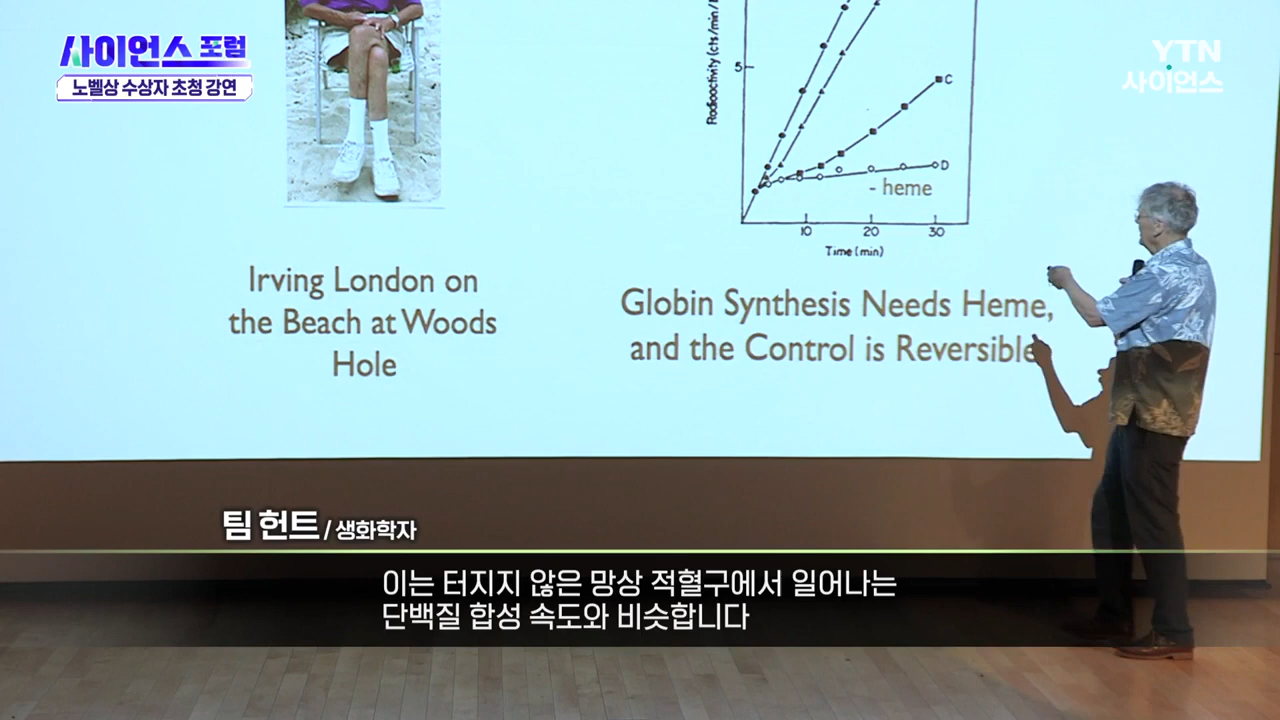 사이언스 포럼
노벨상 수상자 초청 강연
YTN
사이언스
Radioactivity (cts/min/
5
C
D
- heme
10 20 30
Time (min)
Irving London on
the Beach at Woods
Hole
Globin Synthesis Needs Heme,
and the Control is Reversible
팀 헌트 / 생화학자
이는 터지지 않은 망상 적혈구에서 일어나는
단백질 합성 속도와 비슷합니다